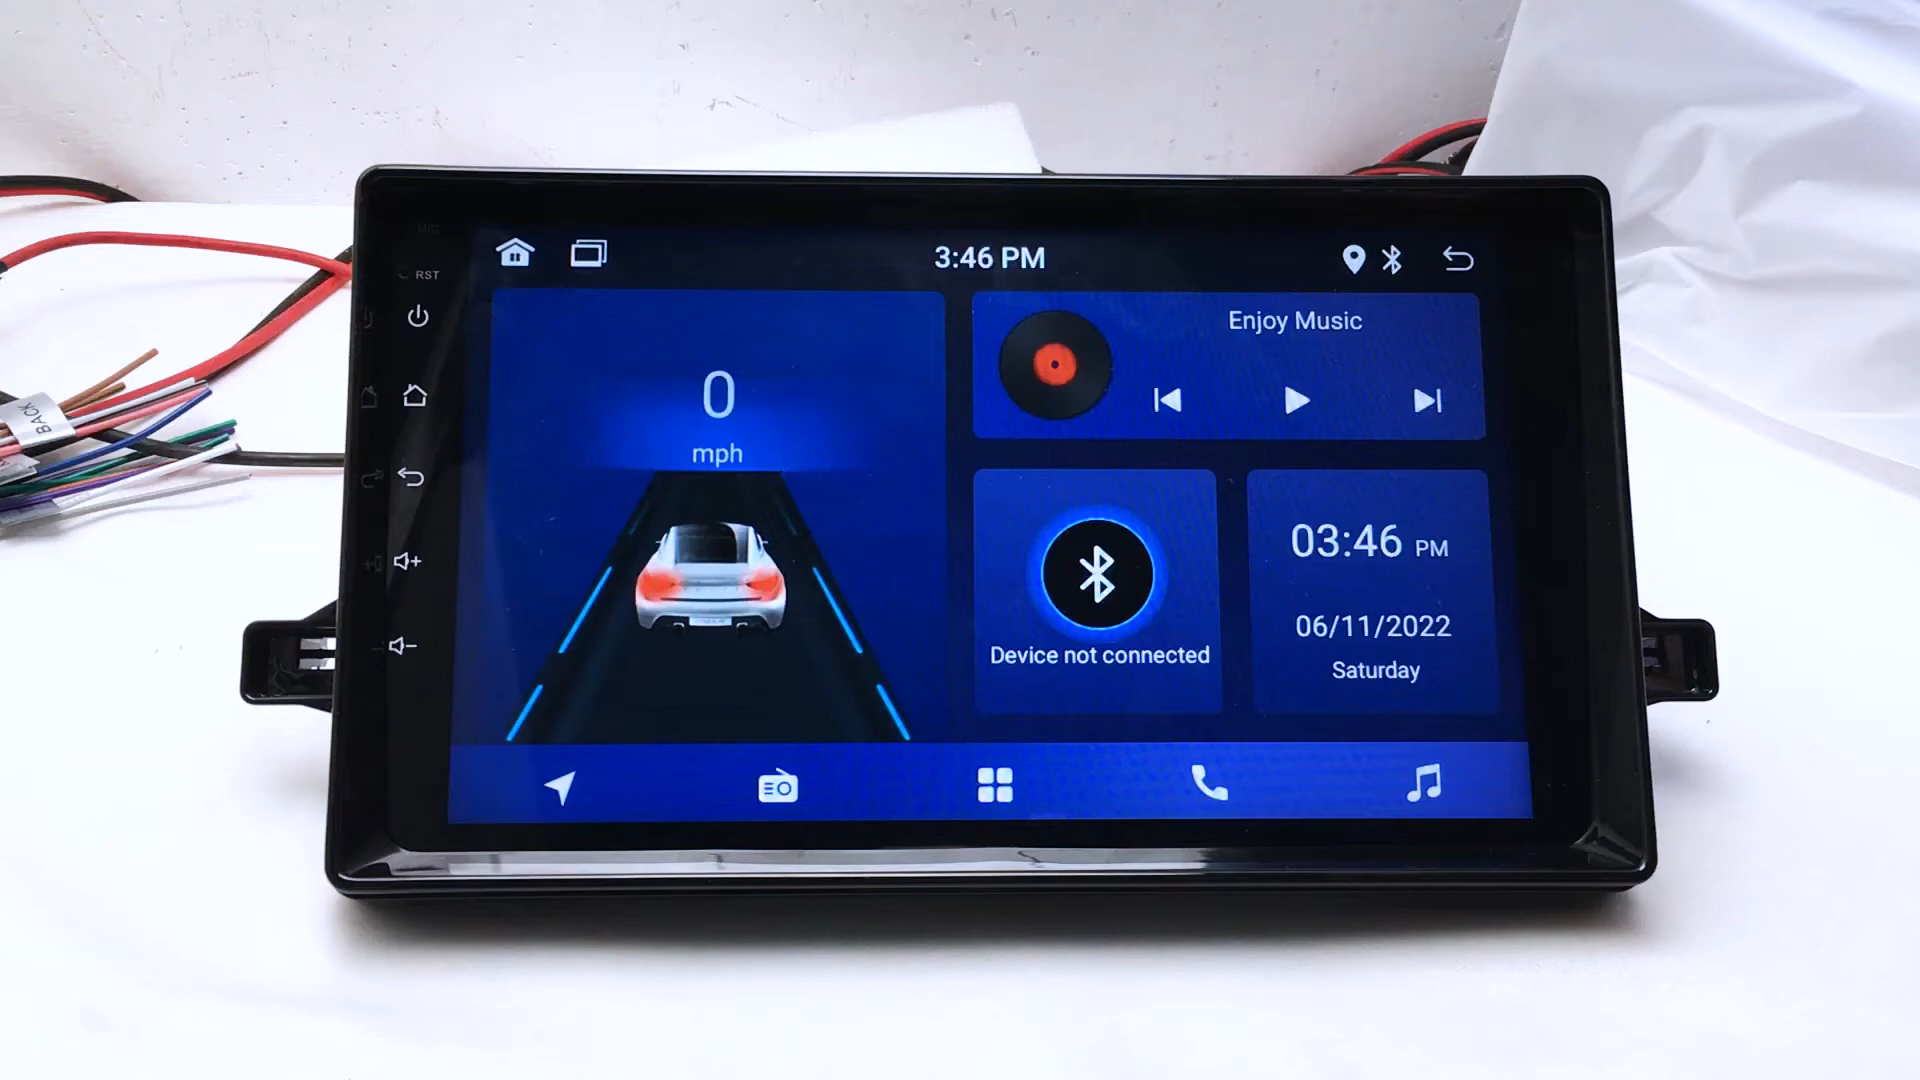 MIC
RST
3:46 PM
0
mph
Enjoy Music
Device not connected
03:46 PM
06/11/2022
Saturday
BACK